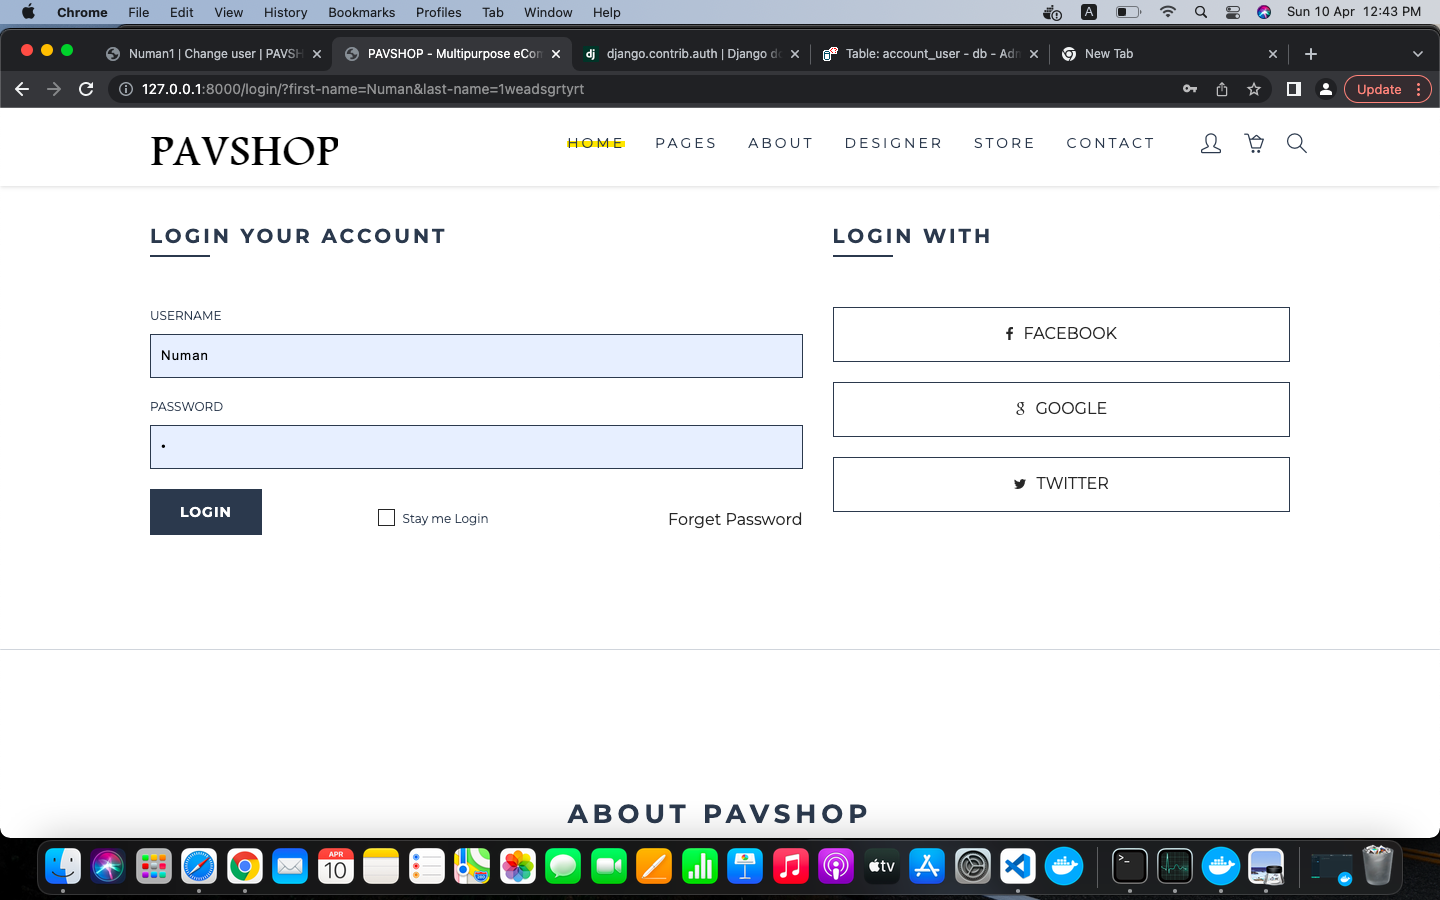 Chrome File Edit View History Bookmarks Profiles Tab Window Help A Sun 10 Apr 12:43 PM
Numan1 | Change user | PAVSH
PAVSHOP - Multipurpose eCon
dj django.contrib.auth | Django do
Table: account_user - db - Adn
New Tab
127.0.0.1:8000/login/?first-name=Numan&last-name=1weadsgrtyrt
Update
PAVSHOP
HOME PAGES ABOUT DESIGNER STORE CONTACT
LOGIN YOUR ACCOUNT
USERNAME
Numan
PASSWORD
•
LOGIN
Stay me Login
Forget Password
LOGIN WITH
FACEBOOK
GOOGLE
TWITTER
ABOUT PAVSHOP
APR
10
tv
>_